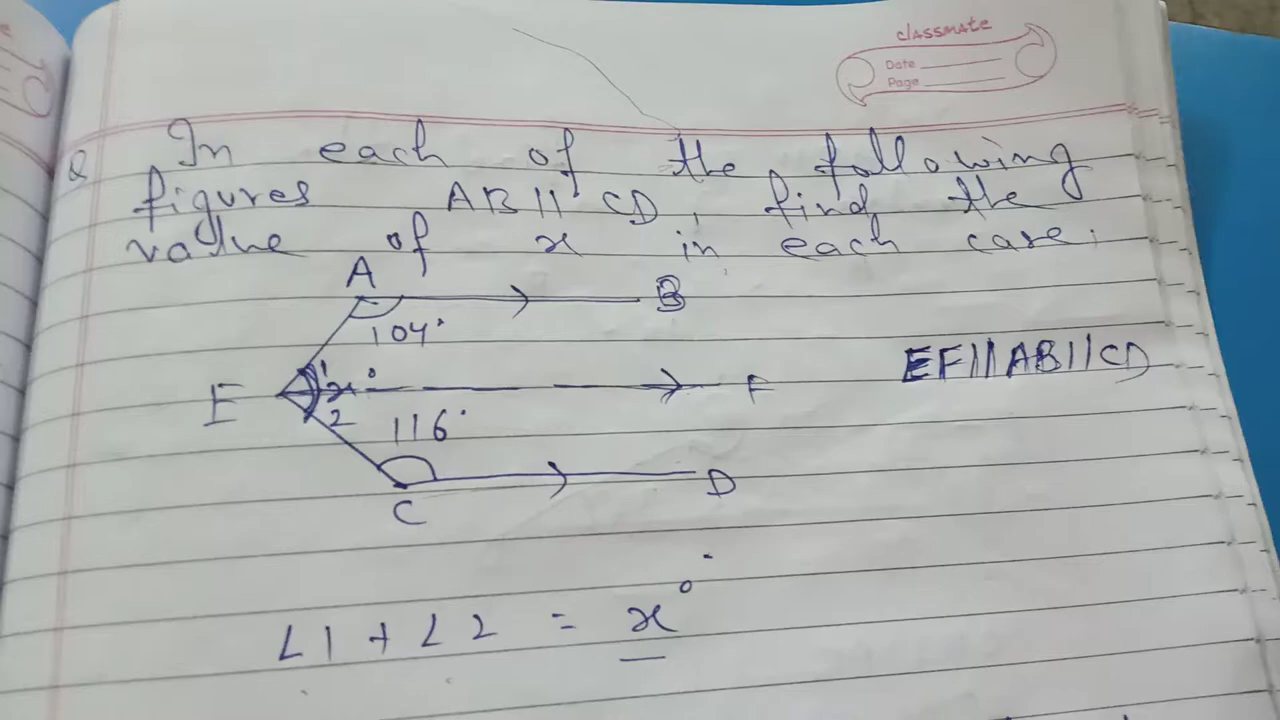 classmate
Date
Page
Q In each of the following
figures AB || CD, find the
value of x in each case.
A
B
104°
EF || AB || CD
1
x°
E
F
2
116°
D
C
∠1 + ∠2 = x°